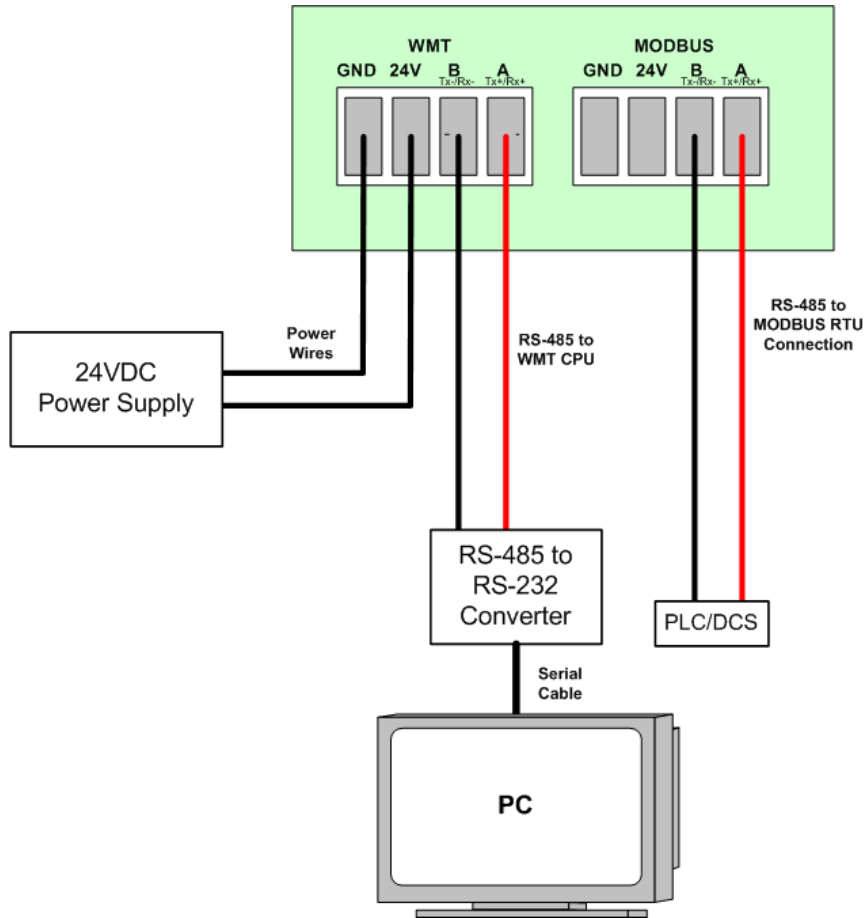 WMT MODBUS
GND 24V B A GND 24V B A
Tx-/Rx- Tx+/Rx+ Tx-/Rx- Tx+/Rx+
- -
Power
Wires
24VDC
Power Supply
RS-485 to
WMT CPU
RS-485 to
MODBUS RTU
Connection
RS-485 to
RS-232
Converter
PLC/DCS
Serial
Cable
PC